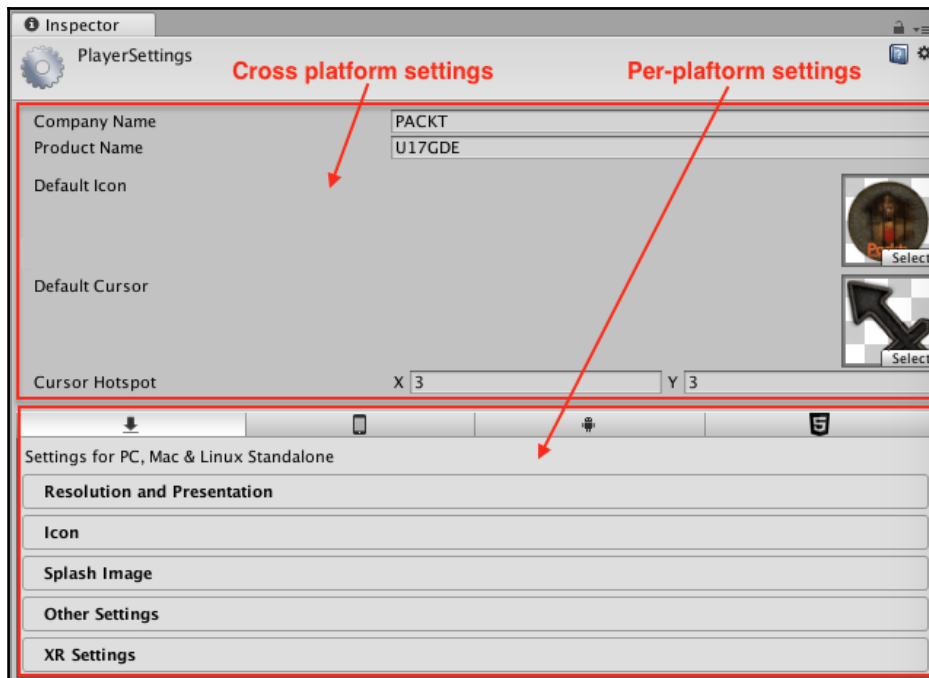 Inspector
PlayerSettings
Cross platform settings
Per-plaftorm settings
Company Name PACKT
Product Name U17GDE
Default Icon
Select
Default Cursor
Select
Cursor Hotspot X 3 Y 3
Settings for PC, Mac & Linux Standalone
Resolution and Presentation
Icon
Splash Image
Other Settings
XR Settings